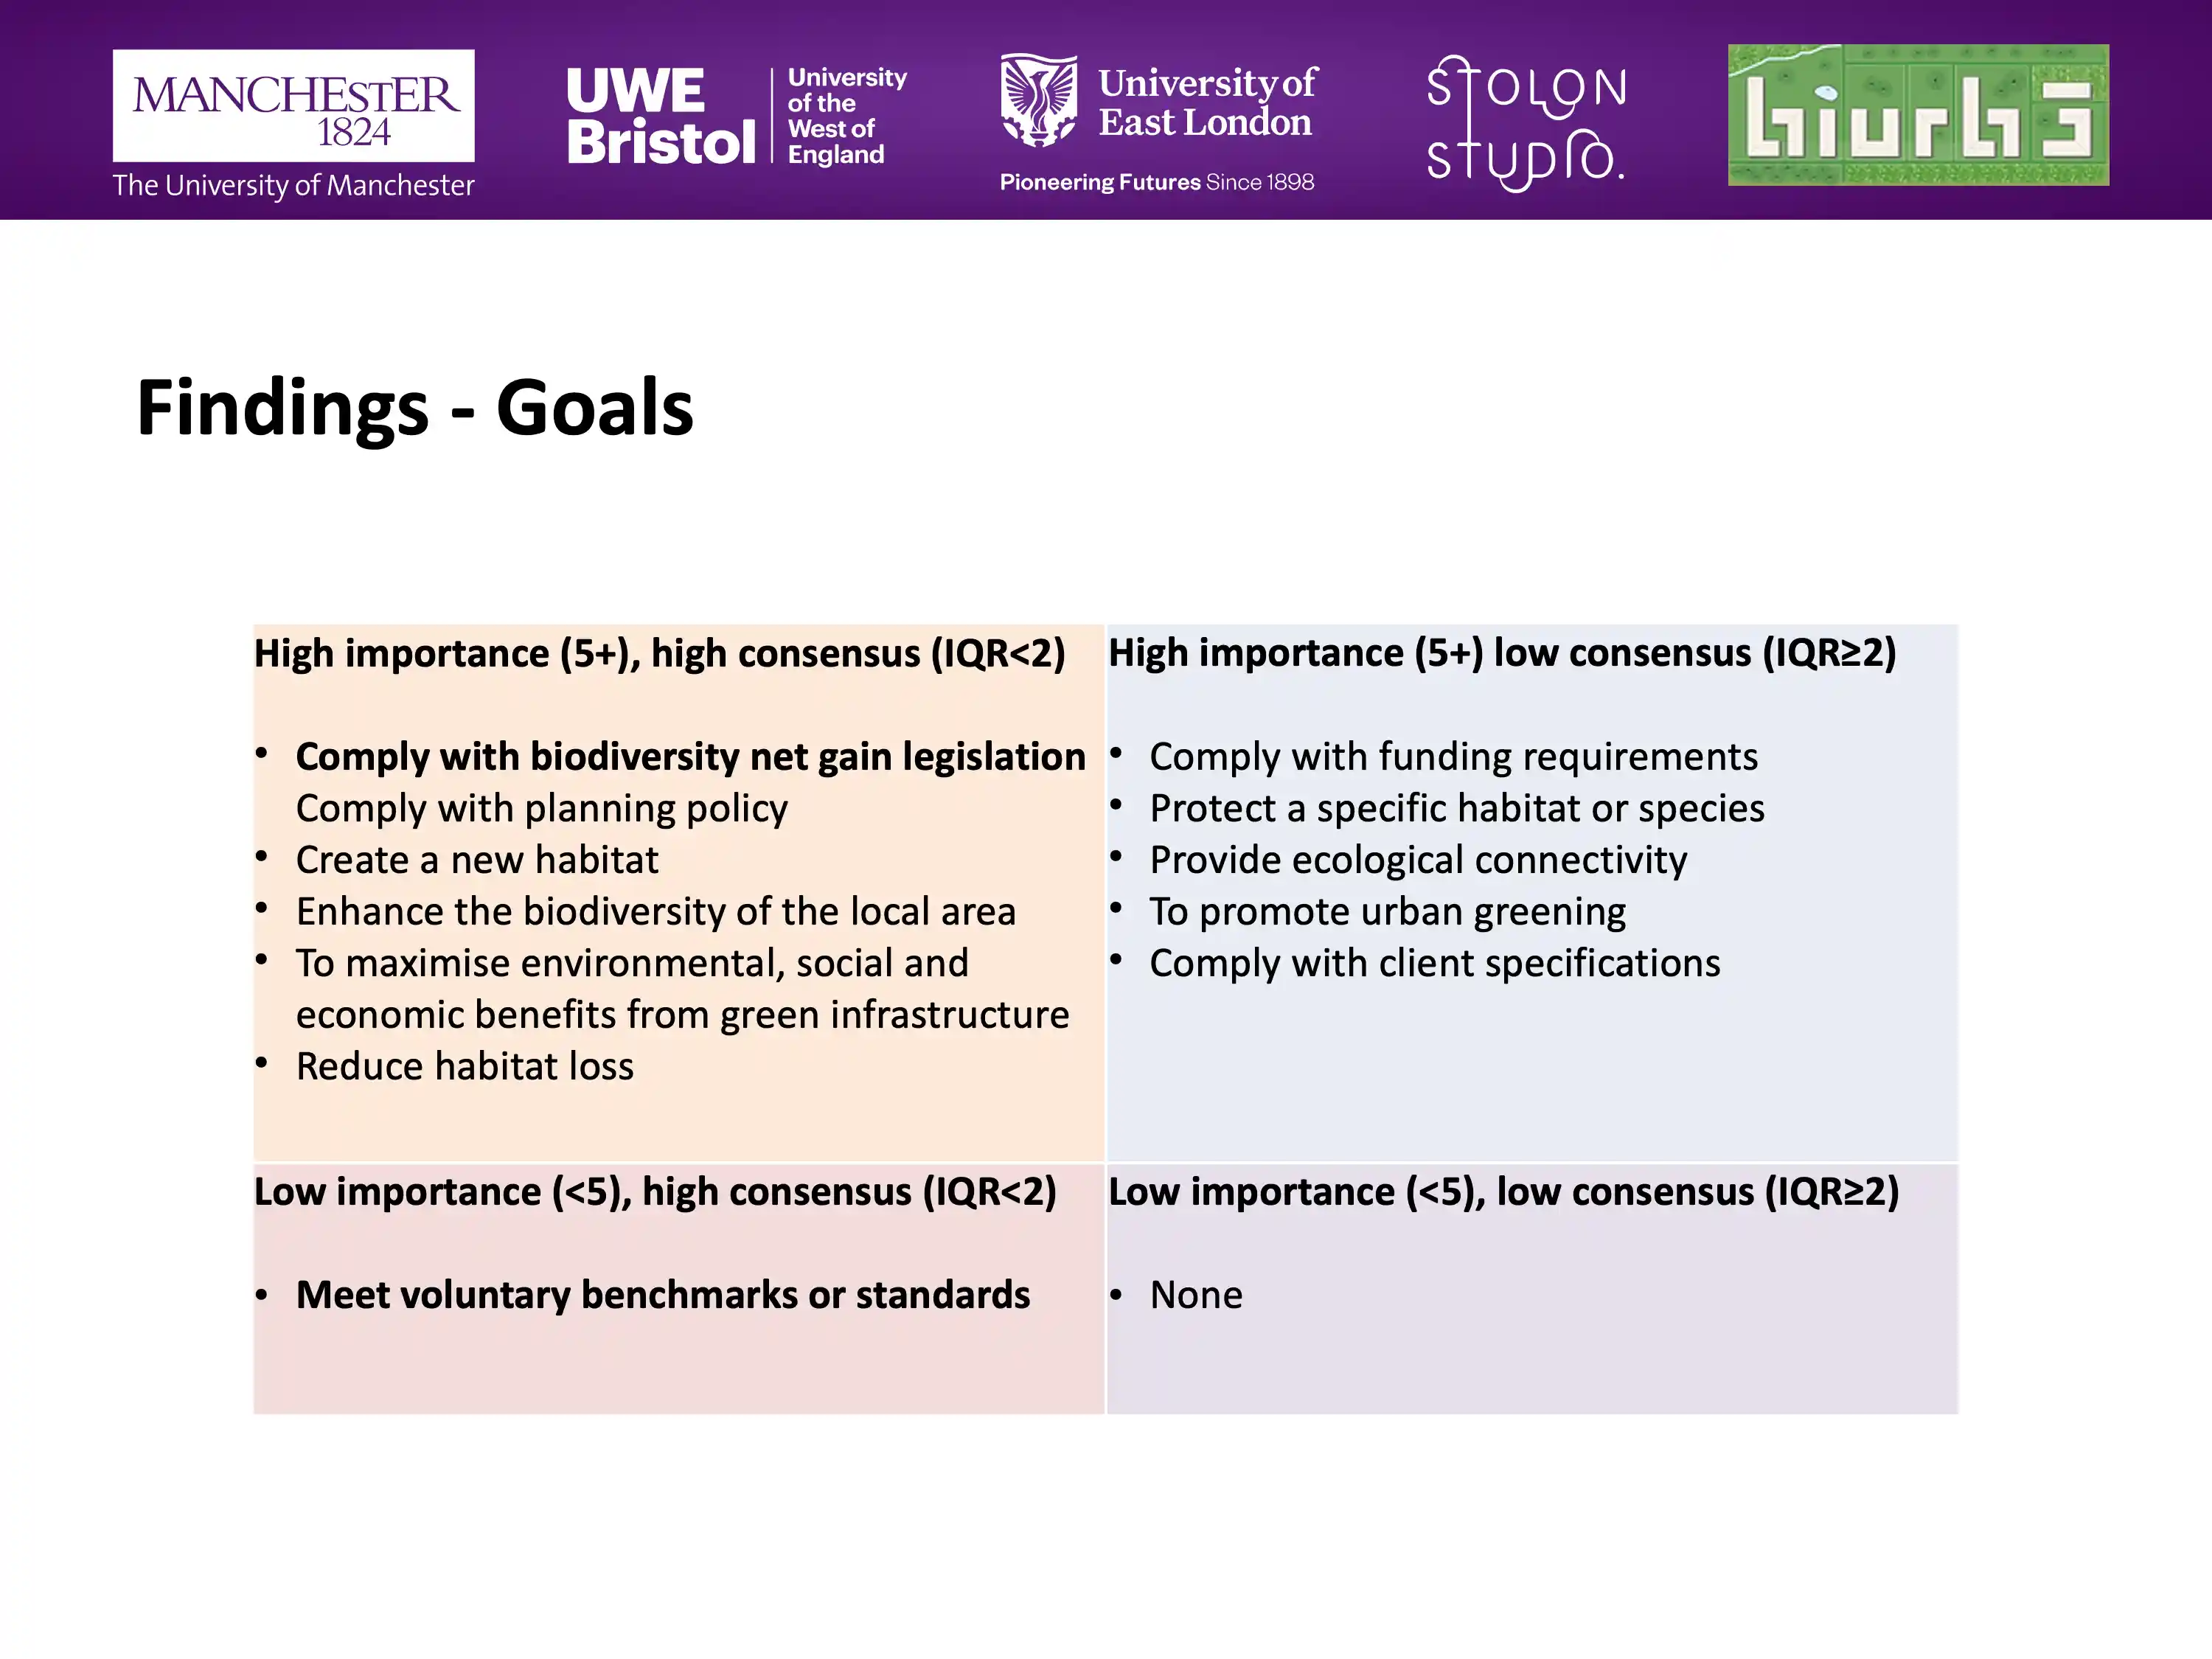 MANCHESTER
1824
The University of Manchester
UWE
Bristol
University
of the
West of
England
University of
East London
Pioneering Futures Since 1898
STOLON
STUDIO.
Findings - Goals
High importance (5+), high consensus (IQR<2)
• Comply with biodiversity net gain legislation
Comply with planning policy
• Create a new habitat
• Enhance the biodiversity of the local area
• To maximise environmental, social and
economic benefits from green infrastructure
• Reduce habitat loss
High importance (5+) low consensus (IQR≥2)
• Comply with funding requirements
• Protect a specific habitat or species
• Provide ecological connectivity
• To promote urban greening
• Comply with client specifications
Low importance (<5), high consensus (IQR<2)
• Meet voluntary benchmarks or standards
Low importance (<5), low consensus (IQR≥2)
• None